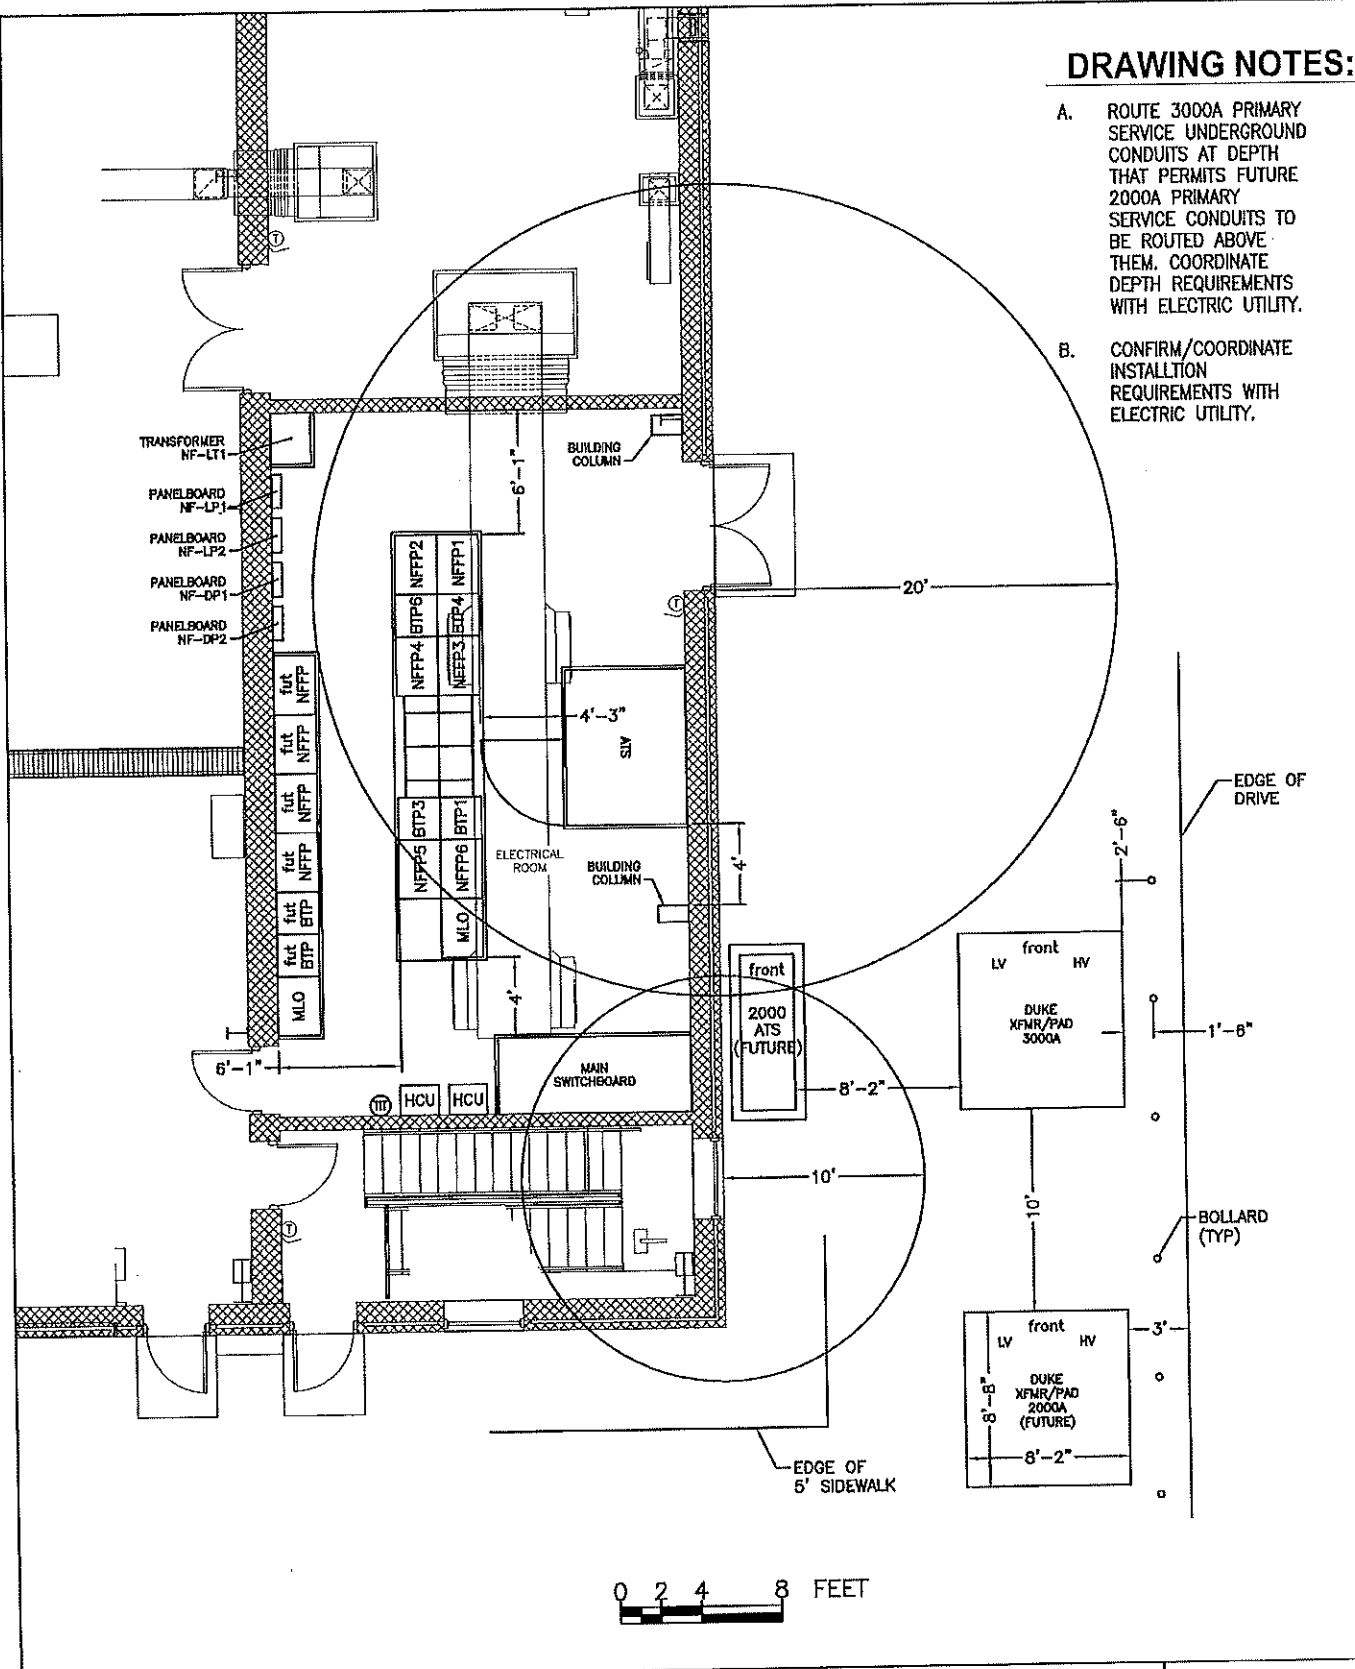 DRAWING NOTES:
A. ROUTE 3000A PRIMARY
SERVICE UNDERGROUND
CONDUITS AT DEPTH
THAT PERMITS FUTURE
2000A PRIMARY
SERVICE CONDUITS TO
BE ROUTED ABOVE
THEM. COORDINATE
DEPTH REQUIREMENTS
WITH ELECTRIC UTILITY.
B. CONFIRM/COORDINATE
INSTALLTION
REQUIREMENTS WITH
ELECTRIC UTILITY.
T
TRANSFORMER
NF-LT1
PANELBOARD
NF-LP1
PANELBOARD
NF-LP2
PANELBOARD
NF-DP1
PANELBOARD
NF-DP2
BUILDING
COLUMN
6'-1"
NFFP2
NFFP1
BTP6
BTP4
NFFP4
NFFP3
T
20'
fut
NFFP
fut
NFFP
fut
NFFP
fut
NFFP
fut
BTP
fut
BTP
MLO
4'-3"
ATS
BTP3
BTP1
NFFP5
NFFP6
MLO
ELECTRICAL
ROOM
BUILDING
COLUMN
4'
EDGE OF
DRIVE
2'-6"
front
2000
ATS
(FUTURE)
front
LV
HV
DUKE
XFMR/PAD
3000A
1'-6"
4'
6'-1"
MAIN
SWITCHBOARD
HCU
HCU
8'-2"
10'
10'
T
BOLLARD
(TYP)
front
LV
HV
DUKE
XFMR/PAD
2000A
(FUTURE)
3'
8'-8"
8'-2"
EDGE OF
5' SIDEWALK
0 2 4 8 FEET